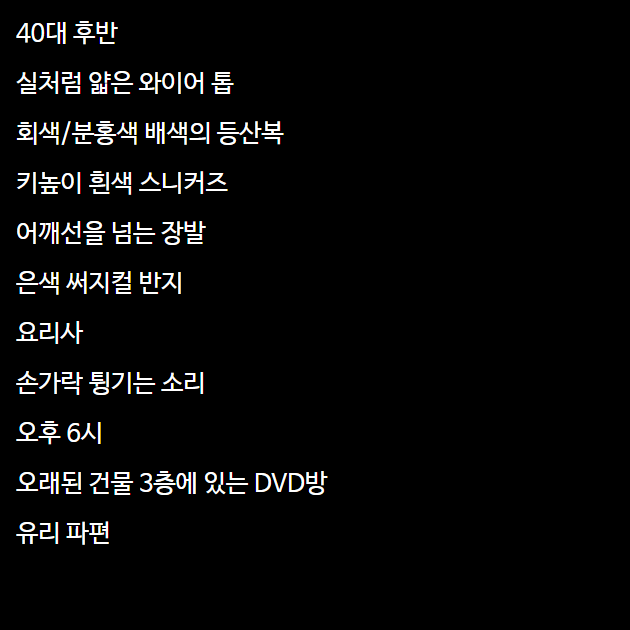 40대 후반
실처럼 얇은 와이어 톱
회색/분홍색 배색의 등산복
키높이 흰색 스니커즈
어깨선을 넘는 장발
은색 써지컬 반지
요리사
손가락 튕기는 소리
오후 6시
오래된 건물 3층에 있는 DVD방
유리 파편